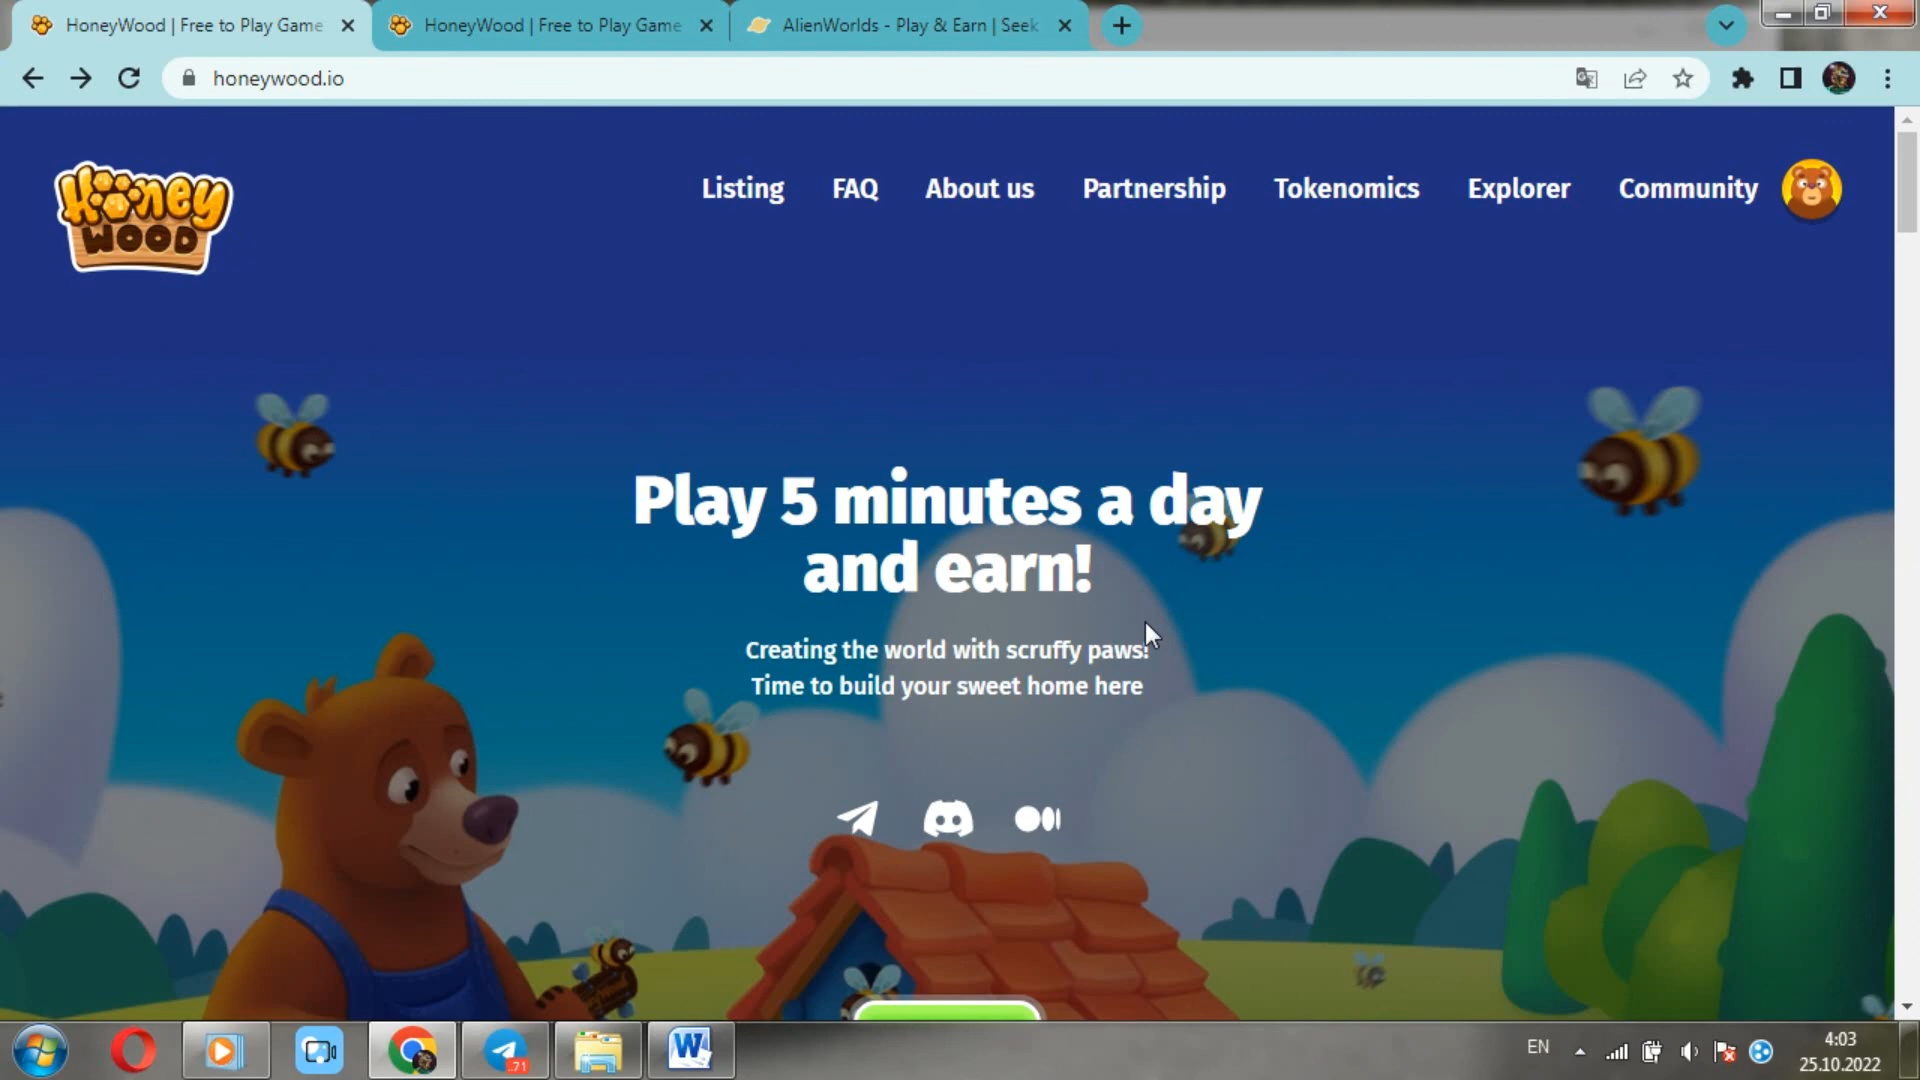 HoneyWood | Free to Play Game
HoneyWood | Free to Play Game
AlienWorlds - Play & Earn | Seek
honeywood.io
Honey
WOOD
Listing
FAQ
About us
Partnership
Tokenomics
Explorer
Community
Play 5 minutes a day
and earn!
Creating the world with scruffy paws!
Time to build your sweet home here
71
W
EN
4:03
25.10.2022